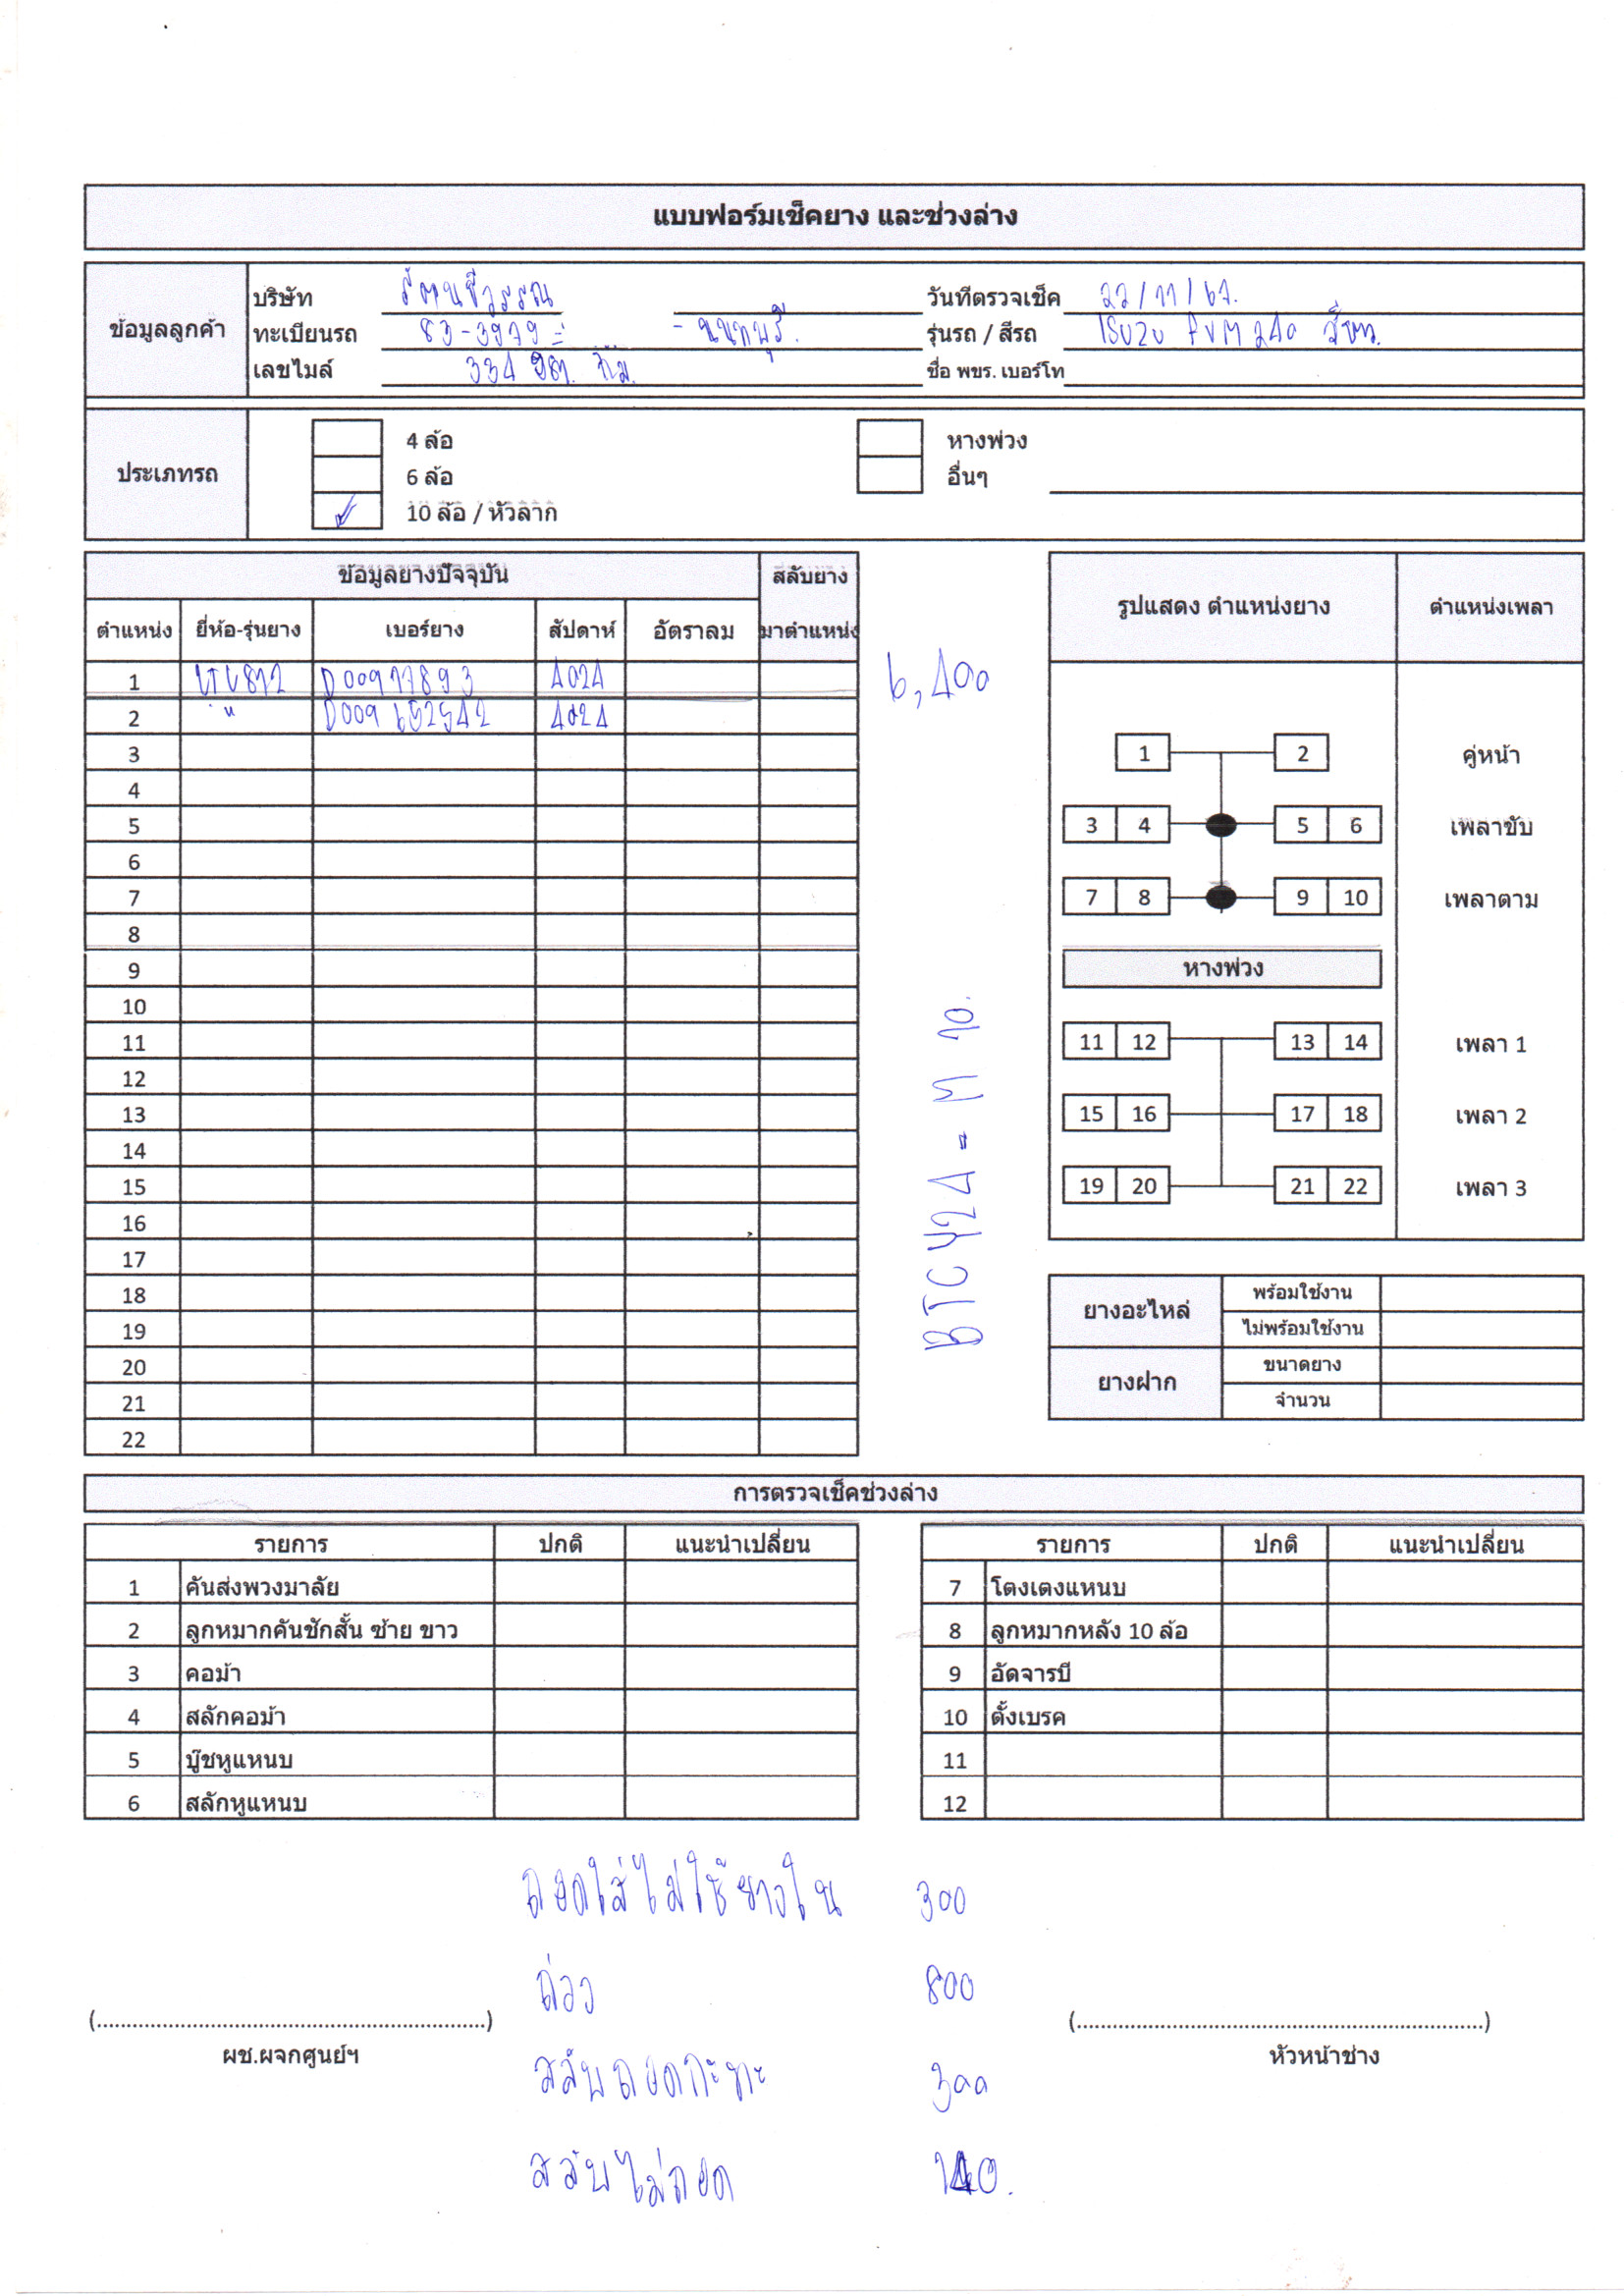 แบบฟอร์มเช็คยาง และช่วงล่าง
ข้อมูลลูกค้า
บริษัท รัตนชีวรรณ
วันทีตรวจเช็ค 22/11/67.
ทะเบียนรถ 83-3979 - นนทบุรี.
รุ่นรถ / สีรถ ISUZU FVM 240 สีขาว.
เลขไมล์ 334 กม.
ชื่อ พขร. เบอร์โท
ประเภทรถ
4 ล้อ
หางพ่วง
6 ล้อ
อื่นๆ
✓ 10 ล้อ / หัวลาก
ข้อมูลยางปัจจุบัน สลับยาง
ตำแหน่ง ยี่ห้อ-รุ่นยาง เบอร์ยาง สัปดาห์ อัตราลม มาตำแหน่ง
1 D00977893 4024
2 " D009652542 4024
3
4
5
6
7
8
9
10
11
12
13
14
15
16
17
18
19
20
21
22
6,400
BTCY24-M 70.
รูปแสดง ตำแหน่งยาง ตำแหน่งเพลา
1 2 คู่หน้า
3 4 5 6 เพลาขับ
7 8 9 10 เพลาตาม
หางพ่วง
11 12 13 14 เพลา 1
15 16 17 18 เพลา 2
19 20 21 22 เพลา 3
ยางอะไหล่ พร้อมใช้งาน
ไม่พร้อมใช้งาน
ยางฝาก ขนาดยาง
จำนวน
การตรวจเช็คช่วงล่าง
รายการ ปกติ แนะนำเปลี่ยน
1 คันส่งพวงมาลัย
2 ลูกหมากคันชักสั้น ซ้าย ขาว
3 คอม้า
4 สลักคอม้า
5 บู๊ชหูแหนบ
6 สลักหูแหนบ
รายการ ปกติ แนะนำเปลี่ยน
7 โตงเตงแหนบ
8 ลูกหมากหลัง 10 ล้อ
9 อัดจารบี
10 ตั้งเบรค
11
12
ถอดใส่ไม่ใช้ยางใน 300
ถ่วง 800
สลับถอดกะทะ 300
สลับไม่ถอด 140.
(.................................................................)
ผช.ผจกศูนย์ฯ
(.................................................................)
หัวหน้าช่าง